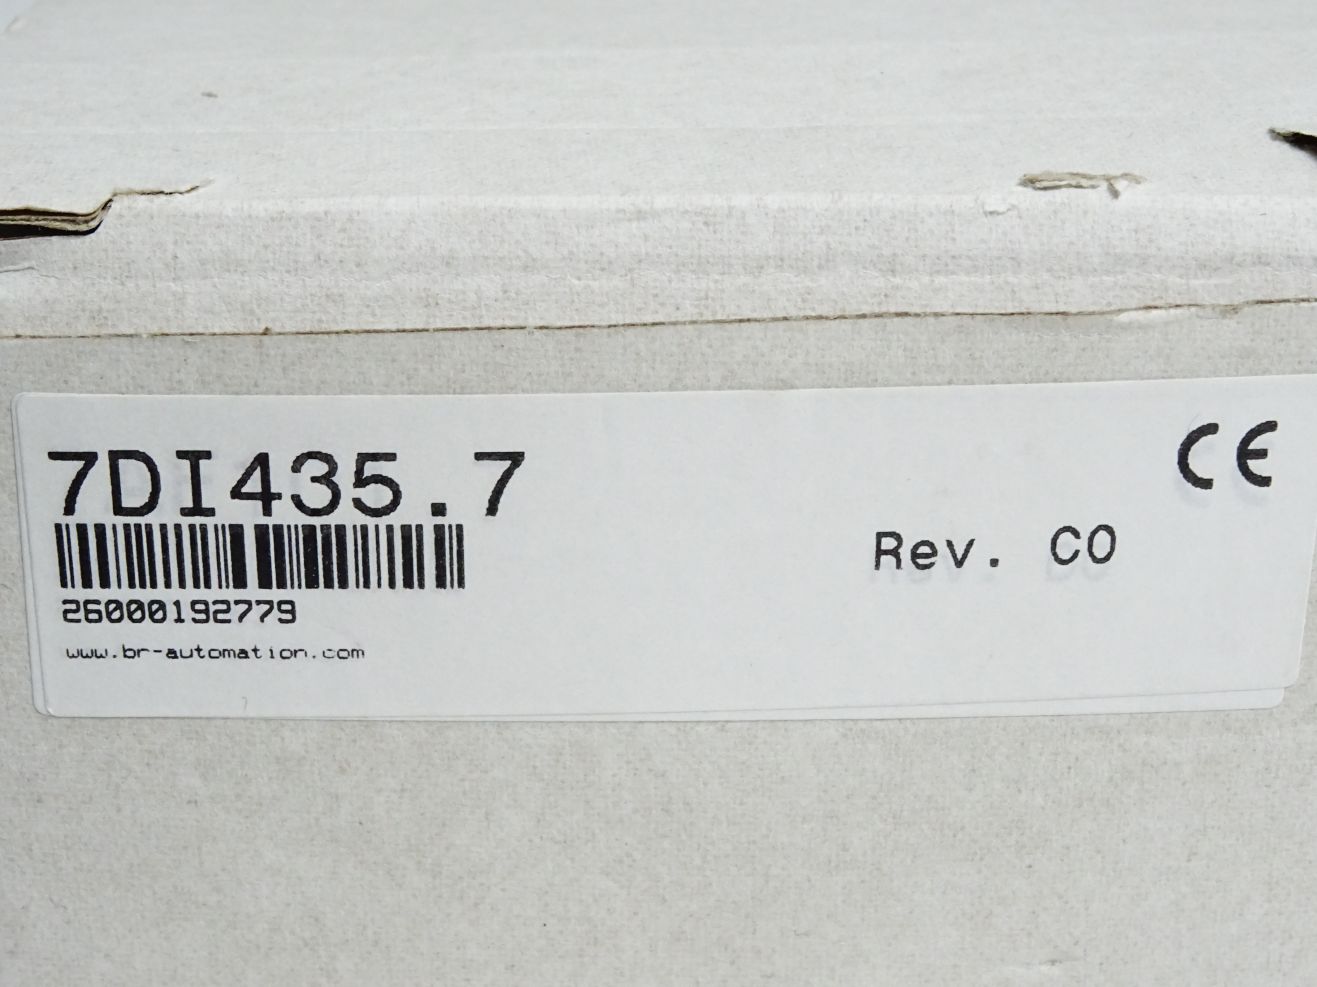 7DI435.7
CE
Rev. C0
26000192779
www.br-automation.com